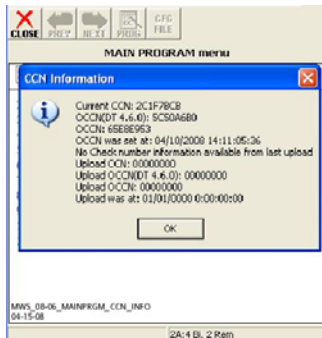 CLOSE PREV NEXT PROG CFG FILE
MAIN PROGRAM menu
CCN Information
Current CCN: 2C1F7BCB
OCCN(DT 4.6.0): 5C50A6B0
OCCN: 65E8E953
OCCN was set at: 04/10/2008 14:11:05:36
No Check number information available from last upload
Upload CCN: 00000000
Upload OCCN(DT 4.6.0): 00000000
Upload OCCN: 00000000
Upload was at: 01/01/0000 0:00:00:00
OK
MWS_08-06_MAINPRGM_CCN_INFO
04-15-08
2A:4 Bl, 2 Rem